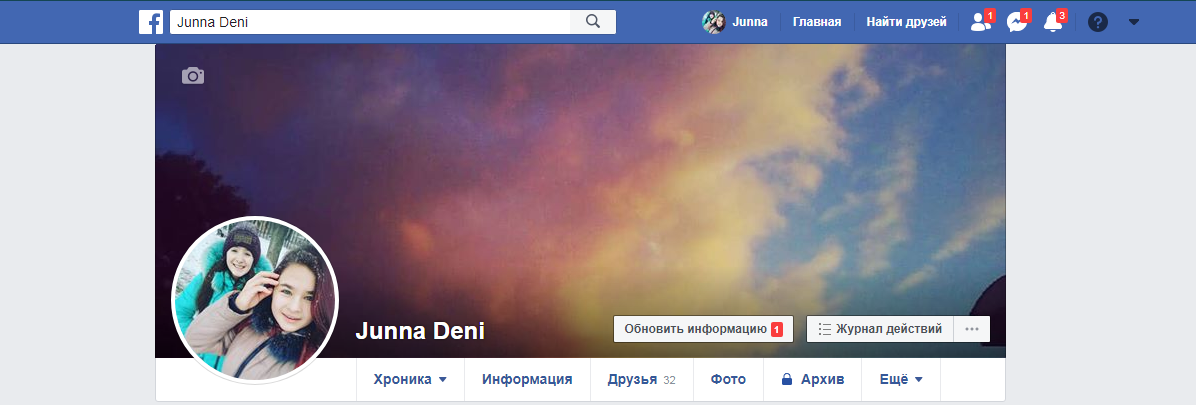 Junna Deni
Junna
Главная
Найти друзей
1
1
3
?
Junna Deni
Обновить информацию 1
Журнал действий
Хроника
Информация
Друзья 32
Фото
Архив
Ещё